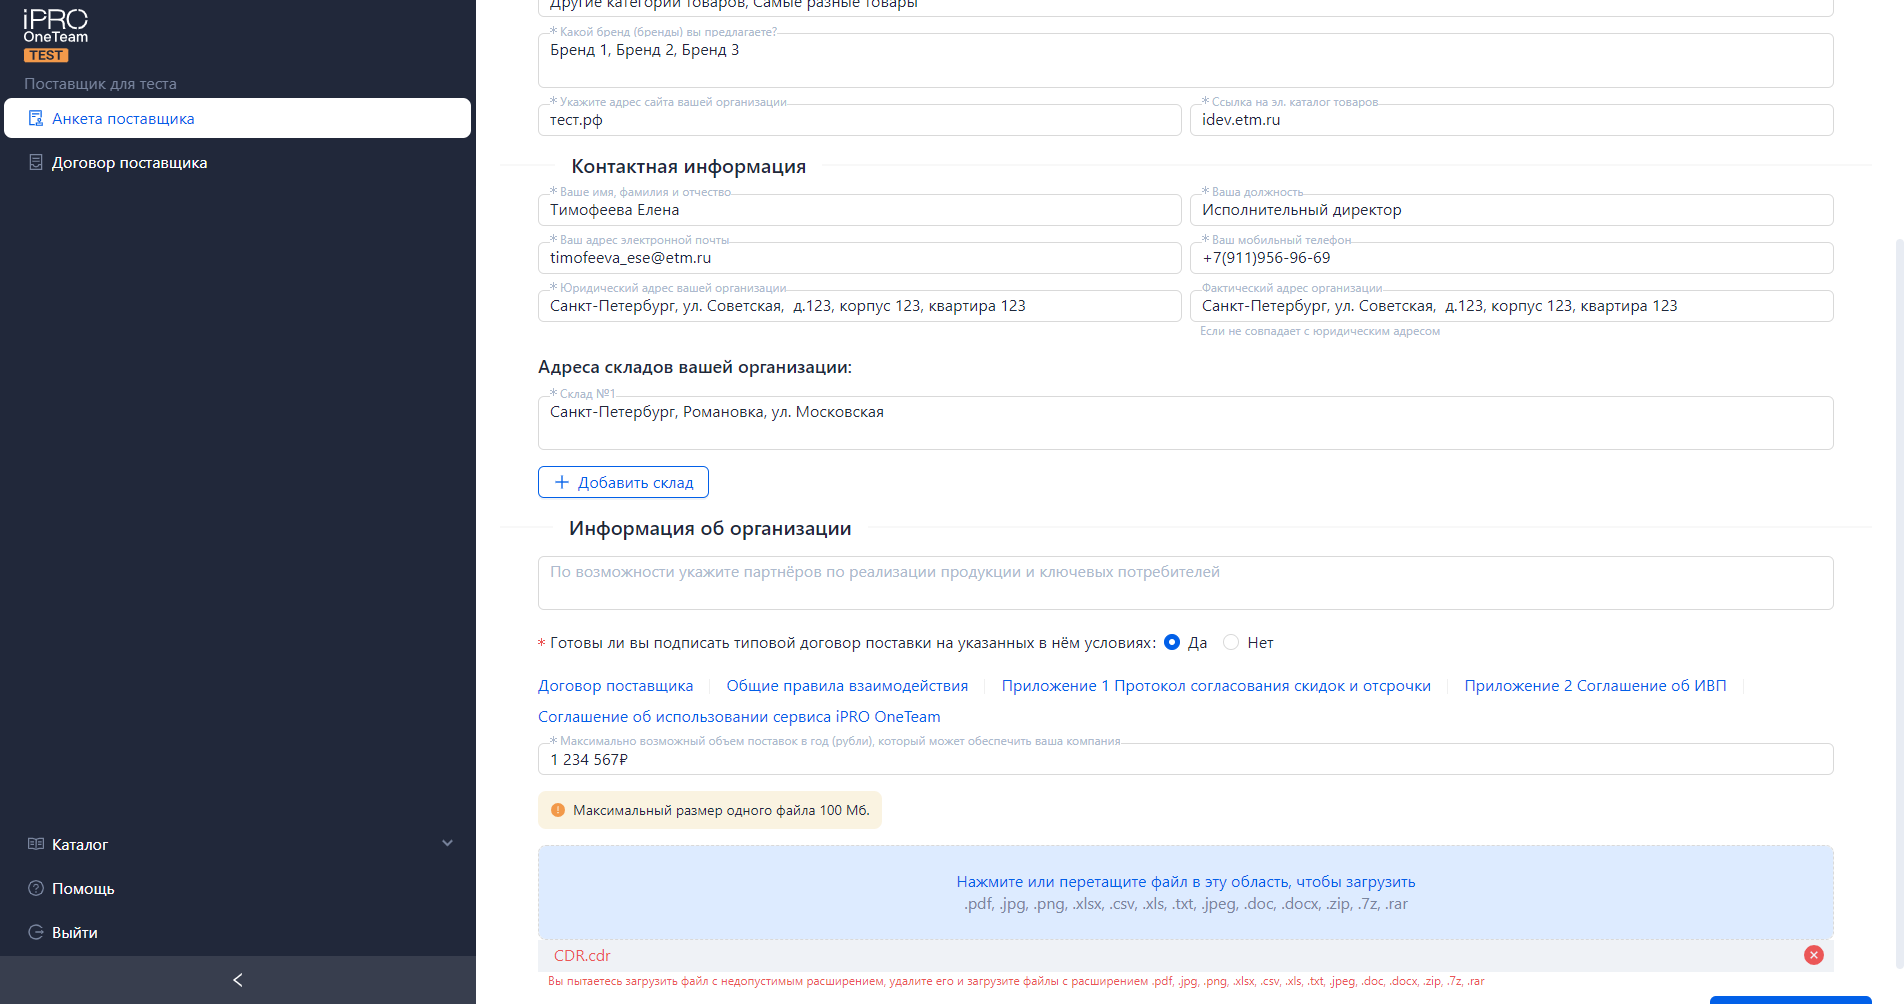 iPRO
OneTeam
TEST
Поставщик для теста
Анкета поставщика
Договор поставщика
Каталог
Помощь
Выйти
Другие категории товаров, Самые разные товары
* Какой бренд (бренды) вы предлагаете?
Бренд 1, Бренд 2, Бренд 3
* Укажите адрес сайта вашей организации
тест.рф
* Ссылка на эл. каталог товаров
idev.etm.ru
Контактная информация
* Ваше имя, фамилия и отчество
Тимофеева Елена
* Ваша должность
Исполнительный директор
* Ваш адрес электронной почты
timofeeva_ese@etm.ru
* Ваш мобильный телефон
+7(911)956-96-69
* Юридический адрес вашей организации
Санкт-Петербург, ул. Советская,  д.123, корпус 123, квартира 123
Фактический адрес организации
Санкт-Петербург, ул. Советская,  д.123, корпус 123, квартира 123
Если не совпадает с юридическим адресом
Адреса складов вашей организации:
* Склад №1
Санкт-Петербург, Романовка, ул. Московская
+ Добавить склад
Информация об организации
По возможности укажите партнёров по реализации продукции и ключевых потребителей
* Готовы ли вы подписать типовой договор поставки на указанных в нём условиях: Да Нет
Договор поставщика Общие правила взаимодействия Приложение 1 Протокол согласования скидок и отсрочки Приложение 2 Соглашение об ИВП
Соглашение об использовании сервиса iPRO OneTeam
* Максимально возможный объем поставок в год (рубли), который может обеспечить ваша компания
1 234 567₽
Максимальный размер одного файла 100 Мб.
Нажмите или перетащите файл в эту область, чтобы загрузить
.pdf, .jpg, .png, .xlsx, .csv, .xls, .txt, .jpeg, .doc, .docx, .zip, .7z, .rar
CDR.cdr
Вы пытаетесь загрузить файл с недопустимым расширением, удалите его и загрузите файлы с расширением .pdf, .jpg, .png, .xlsx, .csv, .xls, .txt, .jpeg, .doc, .docx, .zip, .7z, .rar